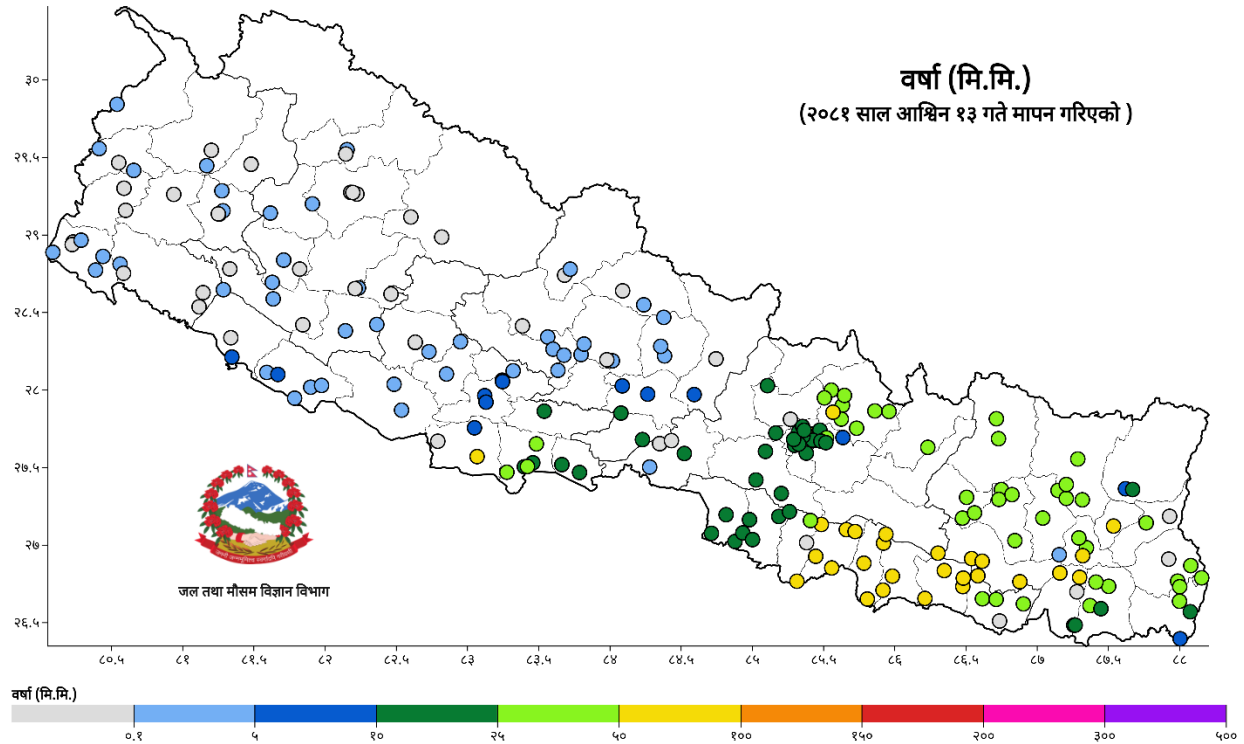 वर्षा (मि.मि.)
(२०८१ साल आश्विन १३ गते मापन गरिएको )
३०
२९.५
२९
२८.५
२८
२७.५
२७
२६.५
८०.५ ८१ ८१.५ ८२ ८२.५ ८३ ८३.५ ८४ ८४.५ ८५ ८५.५ ८६ ८६.५ ८७ ८७.५ ८८
जल तथा मौसम विज्ञान विभाग
वर्षा (मि.मि.)
०.१ ५ १० २५ ५० १०० १५० २०० ३०० ५००